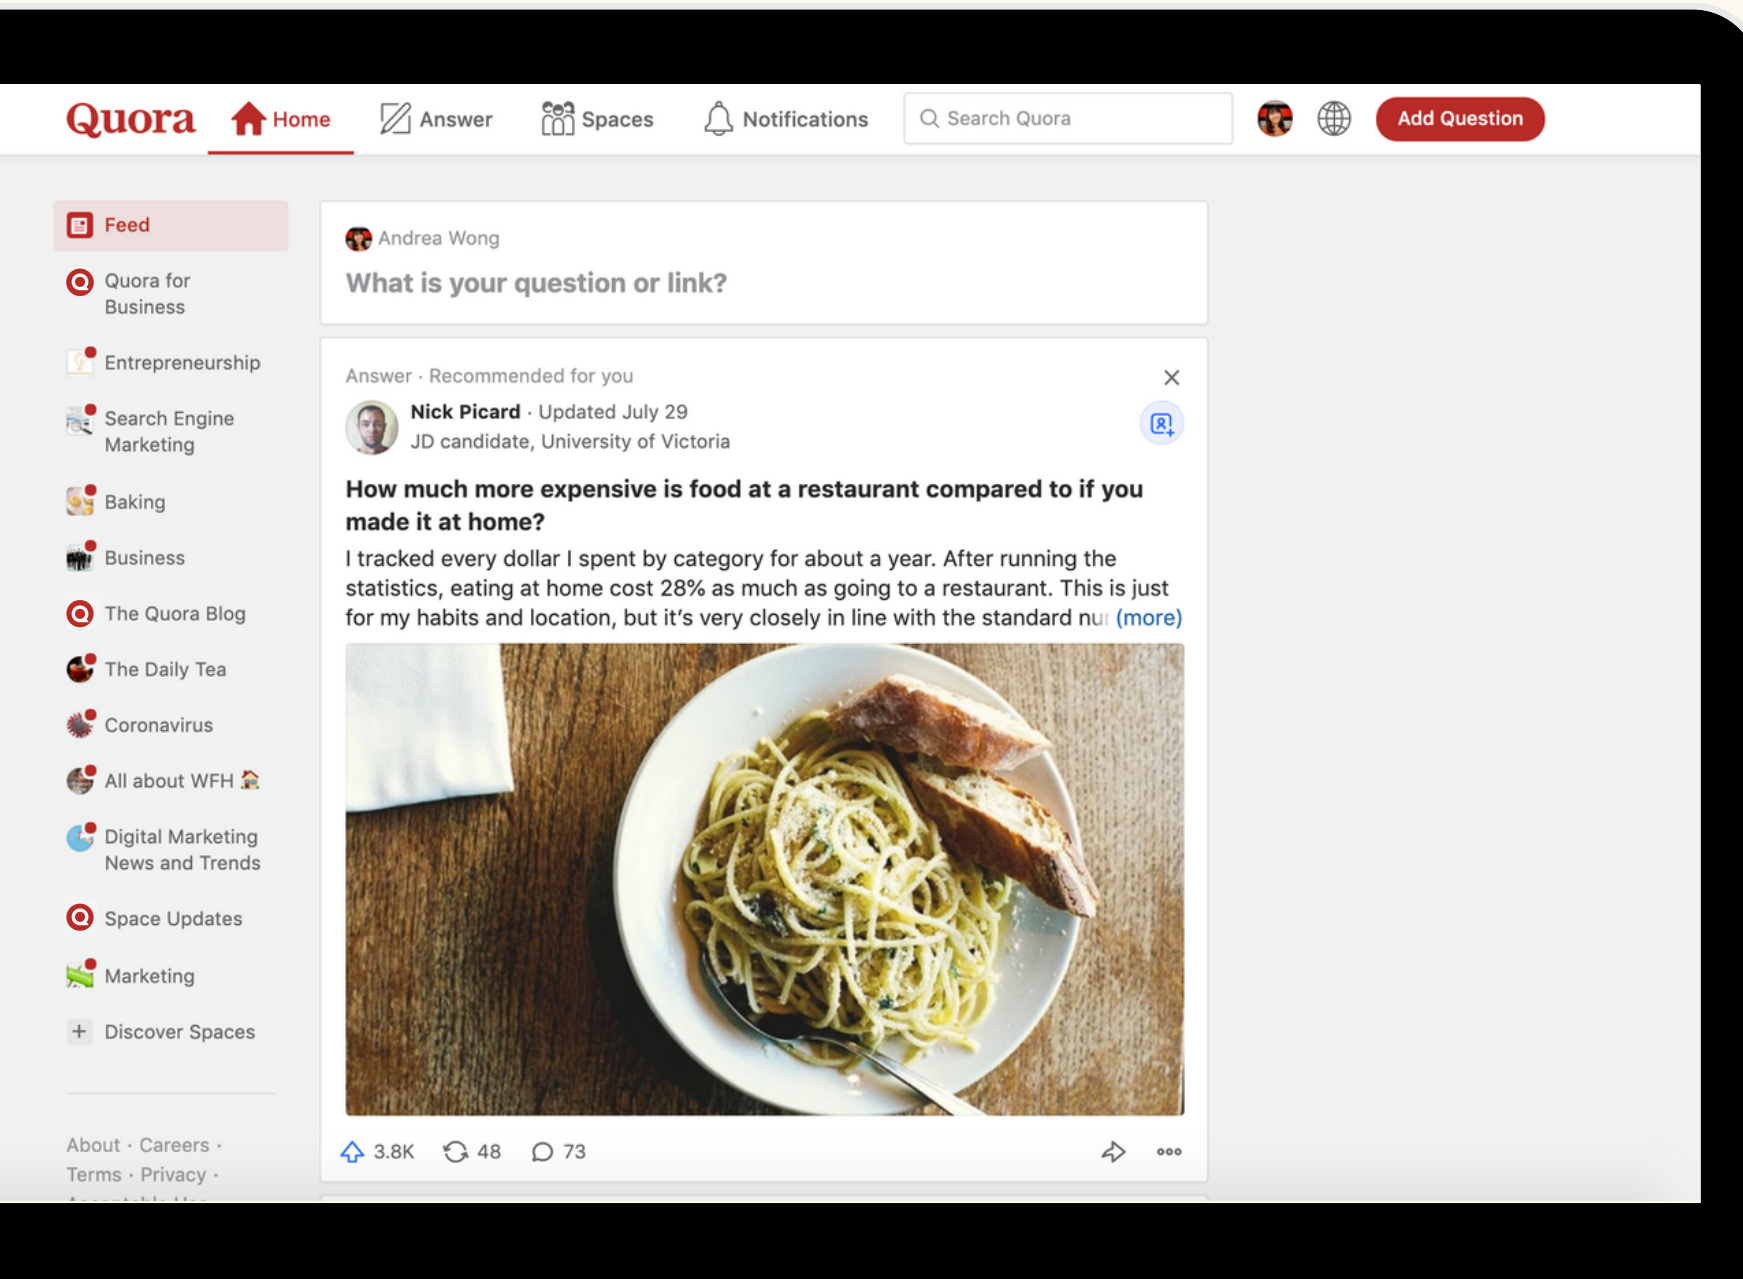 Quora
Home
Answer
Spaces
Notifications
Search Quora
Add Question
Feed
Quora for
Business
Entrepreneurship
Search Engine
Marketing
Baking
Business
The Quora Blog
The Daily Tea
Coronavirus
All about WFH
Digital Marketing
News and Trends
Space Updates
Marketing
Discover Spaces
About · Careers ·
Terms · Privacy ·
Andrea Wong
What is your question or link?
Answer · Recommended for you
Nick Picard · Updated July 29
JD candidate, University of Victoria
How much more expensive is food at a restaurant compared to if you
made it at home?
I tracked every dollar I spent by category for about a year. After running the
statistics, eating at home cost 28% as much as going to a restaurant. This is just
for my habits and location, but it's very closely in line with the standard (more)
3.8K 48 73